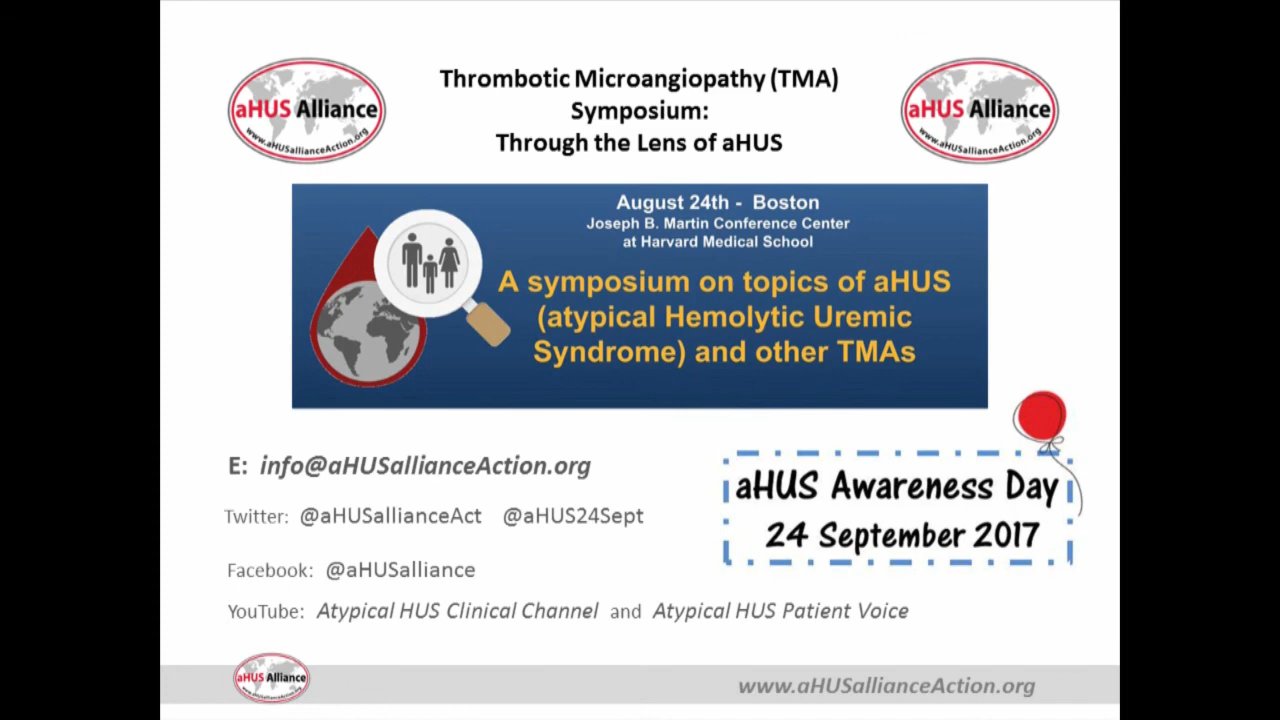 aHUS Alliance
www.aHUSallianceAction.org
Thrombotic Microangiopathy (TMA)
Symposium:
Through the Lens of aHUS
aHUS Alliance
www.aHUSallianceAction.org
August 24th - Boston
Joseph B. Martin Conference Center
at Harvard Medical School
A symposium on topics of aHUS
(atypical Hemolytic Uremic
Syndrome) and other TMAs
E: info@aHUSallianceAction.org
Twitter: @aHUSallianceAct @aHUS24Sept
Facebook: @aHUSalliance
YouTube: Atypical HUS Clinical Channel and Atypical HUS Patient Voice
aHUS Awareness Day
24 September 2017
aHUS Alliance
www.aHUSallianceAction.org
www.aHUSallianceAction.org